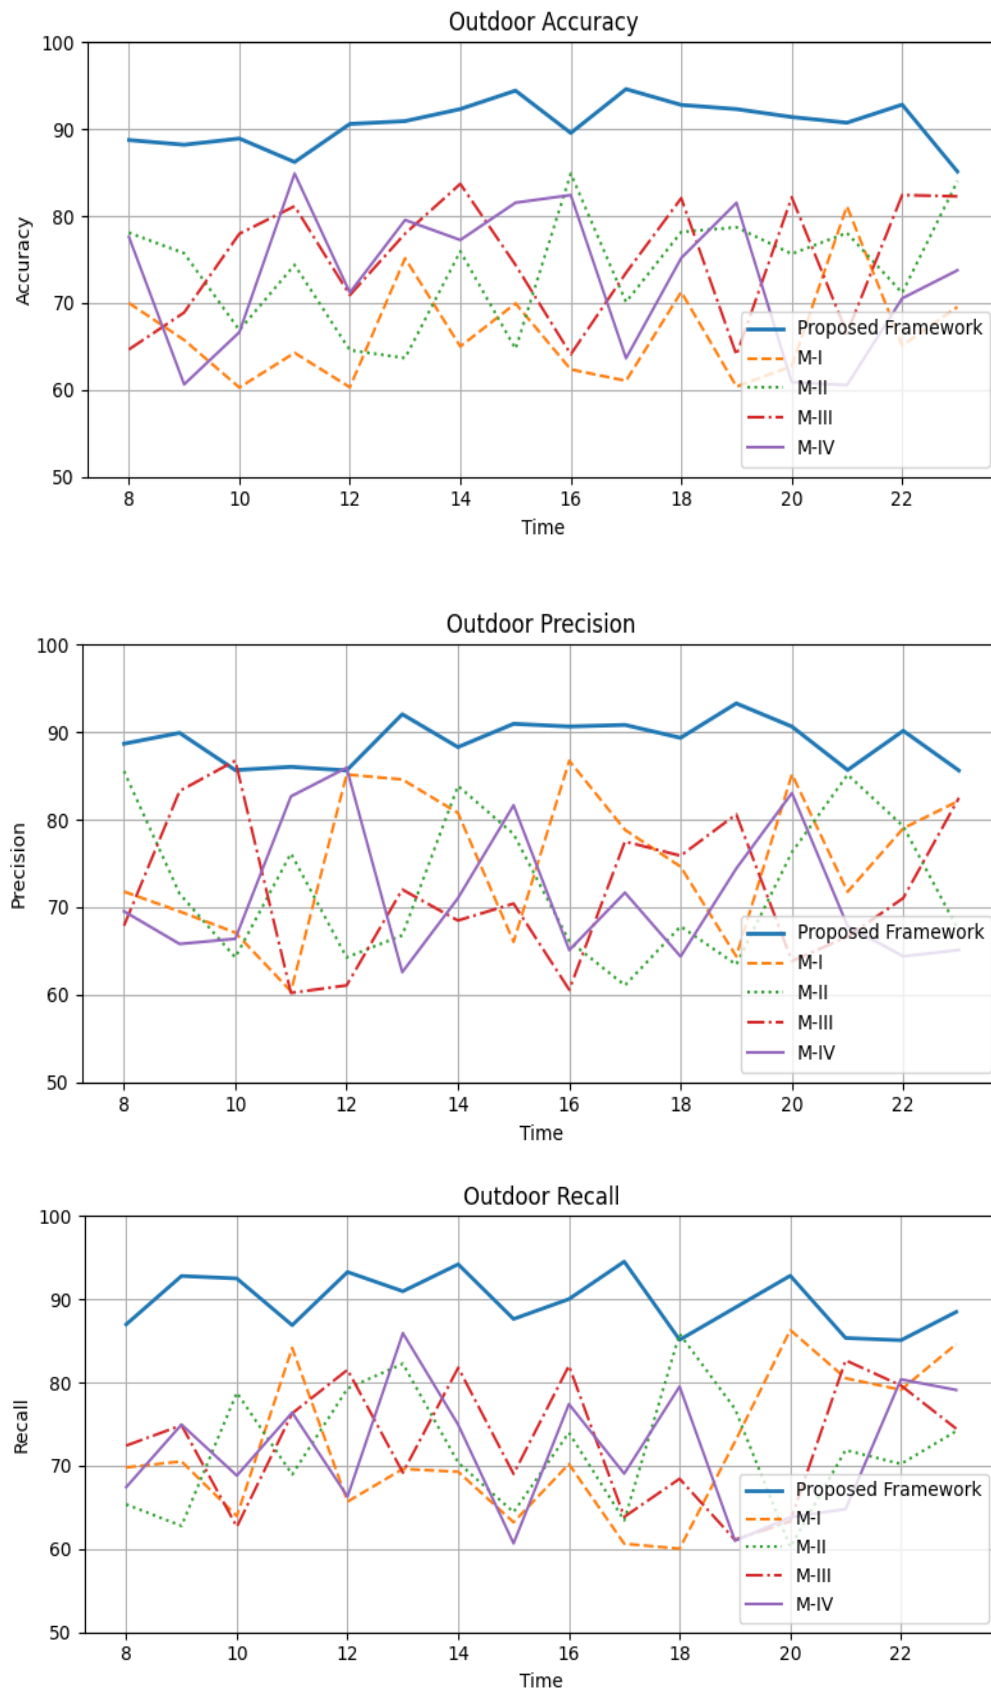 Outdoor Accuracy
100
90
80
70
60
50
Accuracy
8 10 12 14 16 18 20 22
Time
Proposed Framework
M-I
M-II
M-III
M-IV
Outdoor Precision
100
90
80
70
60
50
Precision
8 10 12 14 16 18 20 22
Time
Proposed Framework
M-I
M-II
M-III
M-IV
Outdoor Recall
100
90
80
70
60
50
Recall
8 10 12 14 16 18 20 22
Time
Proposed Framework
M-I
M-II
M-III
M-IV